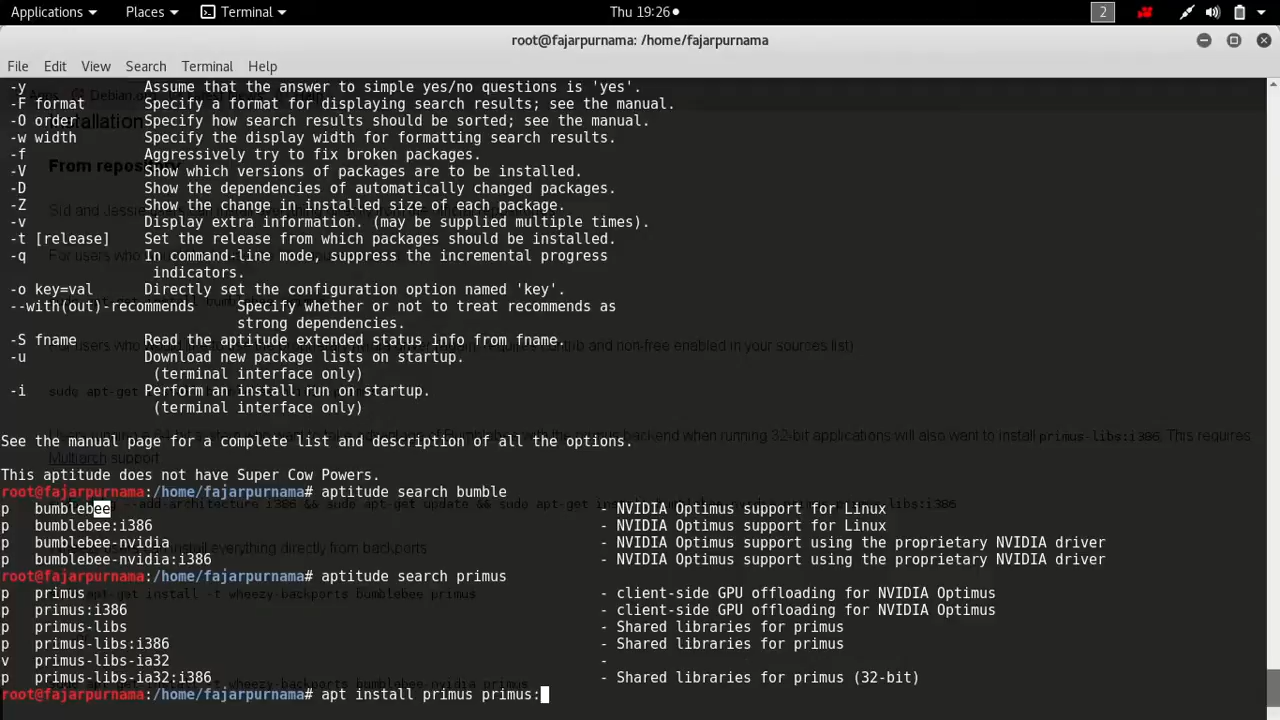 Applications Places Terminal Thu 19:26 2
root@fajarpurnama: /home/fajarpurnama
File Edit View Search Terminal Help
-y Assume that the answer to simple yes/no questions is 'yes'.
-F format Specify a format for displaying search results; see the manual.
-O order Specify how search results should be sorted; see the manual.
-w width Specify the display width for formatting search results.
-f Aggressively try to fix broken packages.
-V Show which versions of packages are to be installed.
-D Show the dependencies of automatically changed packages.
-Z Show the change in installed size of each package.
-v Display extra information. (may be supplied multiple times).
-t [release] Set the release from which packages should be installed.
-q In command-line mode, suppress the incremental progress
indicators.
-o key=val Directly set the configuration option named 'key'.
--with(out)-recommends Specify whether or not to treat recommends as
strong dependencies.
-S fname Read the aptitude extended status info from fname.
-u Download new package lists on startup.
(terminal interface only)
-i Perform an install run on startup.
(terminal interface only)
See the manual page for a complete list and description of all the options.
This aptitude does not have Super Cow Powers.
root@fajarpurnama:/home/fajarpurnama# aptitude search bumble
p bumblebee - NVIDIA Optimus support for Linux
p bumblebee:i386 - NVIDIA Optimus support for Linux
p bumblebee-nvidia - NVIDIA Optimus support using the proprietary NVIDIA driver
p bumblebee-nvidia:i386 - NVIDIA Optimus support using the proprietary NVIDIA driver
root@fajarpurnama:/home/fajarpurnama# aptitude search primus
p primus - client-side GPU offloading for NVIDIA Optimus
p primus:i386 - client-side GPU offloading for NVIDIA Optimus
p primus-libs - Shared libraries for primus
p primus-libs:i386 - Shared libraries for primus
v primus-libs-ia32 -
p primus-libs-ia32:i386 - Shared libraries for primus (32-bit)
root@fajarpurnama:/home/fajarpurnama# apt install primus primus:
Installation
From repository